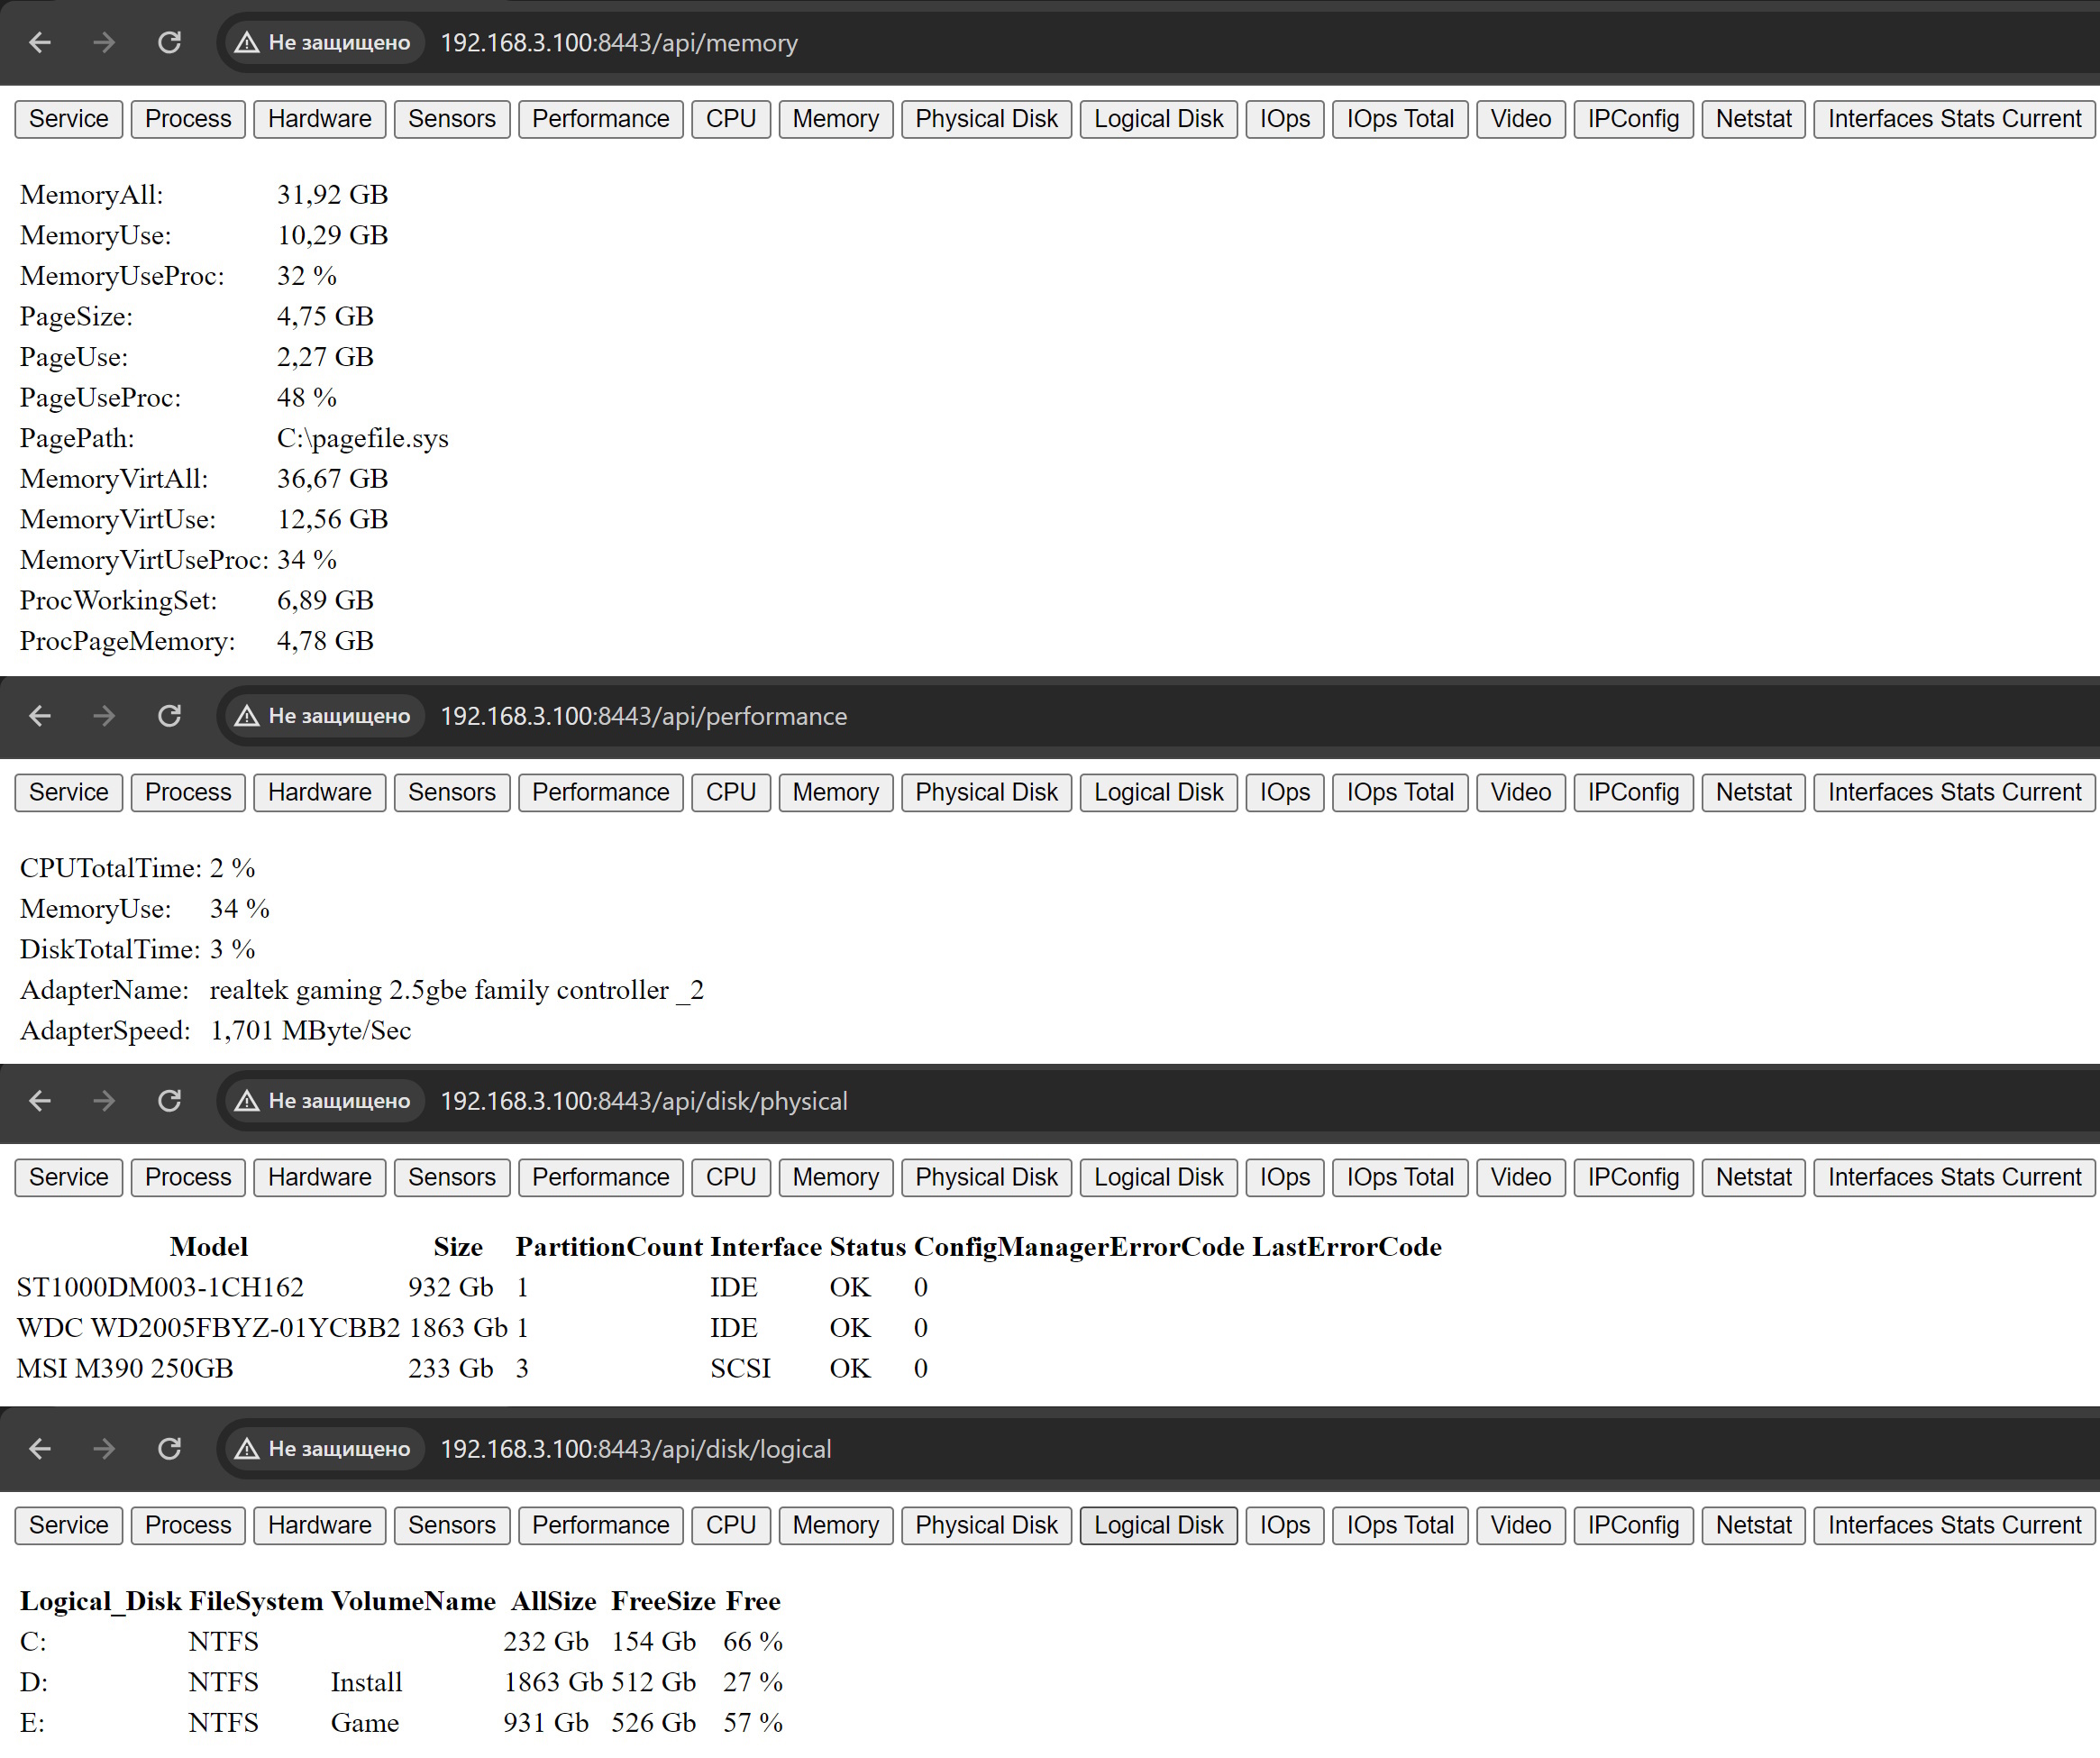 Не защищено 192.168.3.100:8443/api/memory
Service Process Hardware Sensors Performance CPU Memory Physical Disk Logical Disk IOps IOps Total Video IPConfig Netstat Interfaces Stats Current
MemoryAll: 31,92 GB
MemoryUse: 10,29 GB
MemoryUseProc: 32 %
PageSize: 4,75 GB
PageUse: 2,27 GB
PageUseProc: 48 %
PagePath: C:\pagefile.sys
MemoryVirtAll: 36,67 GB
MemoryVirtUse: 12,56 GB
MemoryVirtUseProc: 34 %
ProcWorkingSet: 6,89 GB
ProcPageMemory: 4,78 GB
Не защищено 192.168.3.100:8443/api/performance
Service Process Hardware Sensors Performance CPU Memory Physical Disk Logical Disk IOps IOps Total Video IPConfig Netstat Interfaces Stats Current
CPUTotalTime: 2 %
MemoryUse: 34 %
DiskTotalTime: 3 %
AdapterName: realtek gaming 2.5gbe family controller _2
AdapterSpeed: 1,701 MByte/Sec
Не защищено 192.168.3.100:8443/api/disk/physical
Service Process Hardware Sensors Performance CPU Memory Physical Disk Logical Disk IOps IOps Total Video IPConfig Netstat Interfaces Stats Current
Model Size PartitionCount Interface Status ConfigManagerErrorCode LastErrorCode
ST1000DM003-1CH162 932 Gb 1 IDE OK 0
WDC WD2005FBYZ-01YCBB2 1863 Gb 1 IDE OK 0
MSI M390 250GB 233 Gb 3 SCSI OK 0
Не защищено 192.168.3.100:8443/api/disk/logical
Service Process Hardware Sensors Performance CPU Memory Physical Disk Logical Disk IOps IOps Total Video IPConfig Netstat Interfaces Stats Current
Logical_Disk FileSystem VolumeName AllSize FreeSize Free
C: NTFS 232 Gb 154 Gb 66 %
D: NTFS Install 1863 Gb 512 Gb 27 %
E: NTFS Game 931 Gb 526 Gb 57 %